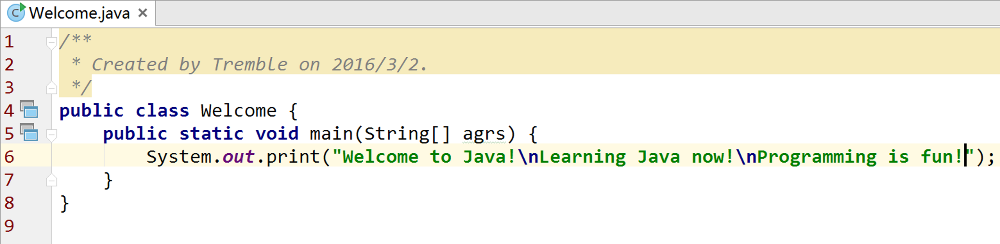 Welcome.java
1 /**
2  * Created by Tremble on 2016/3/2.
3  */
4 public class Welcome {
5     public static void main(String[] agrs) {
6         System.out.print("Welcome to Java!\nLearning Java now!\nProgramming is fun!");
7     }
8 }
9